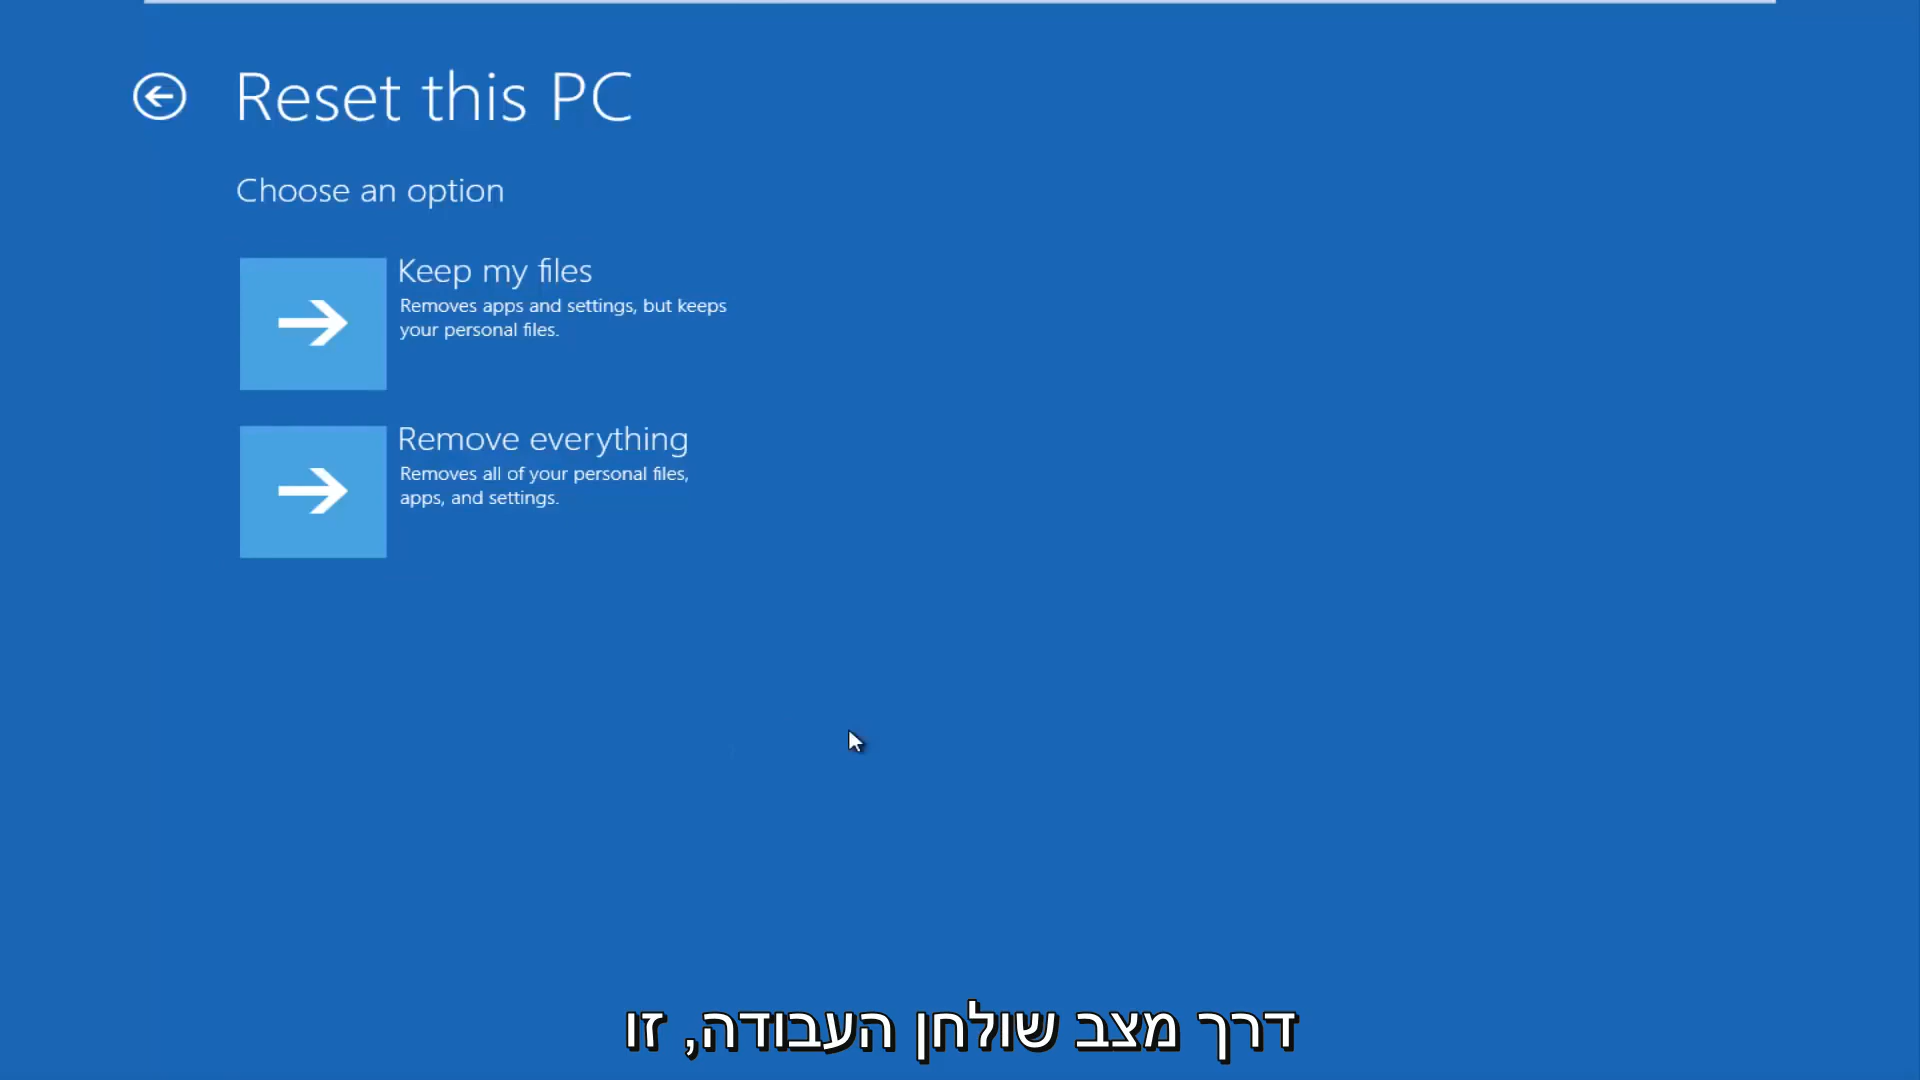 Reset this PC
Choose an option
Keep my files
Removes apps and settings, but keeps
your personal files.
Remove everything
Removes all of your personal files,
apps, and settings.
דרך מצב שולחן העבודה, זו